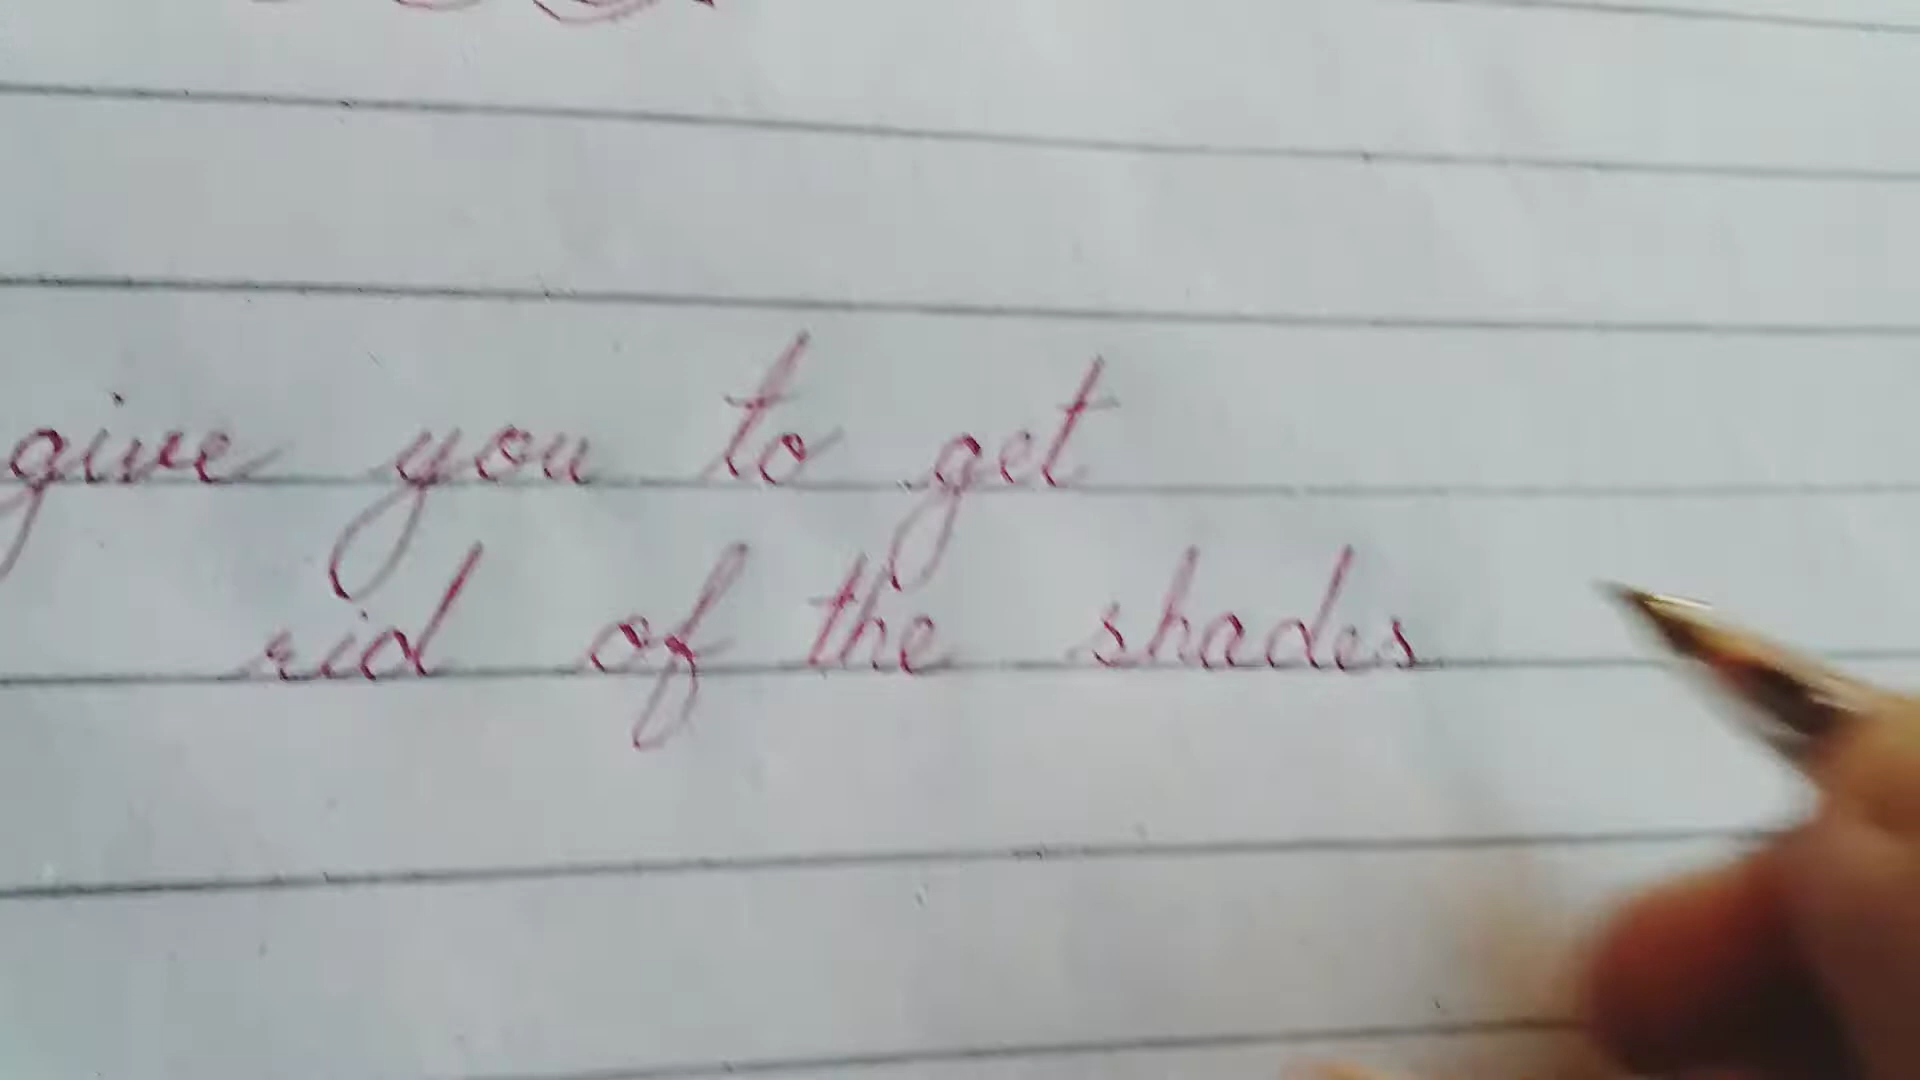 give you to get
rid of the shades